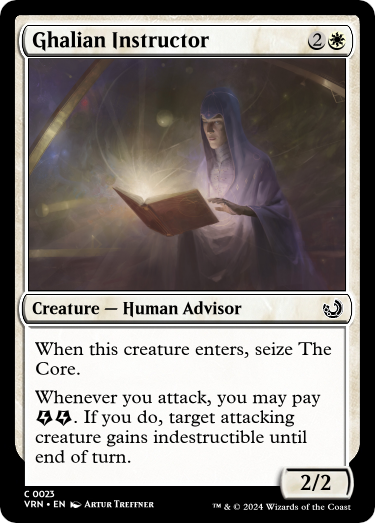 Ghalian Instructor 2
Creature — Human Advisor
When this creature enters, seize The
Core.
Whenever you attack, you may pay
. If you do, target attacking
creature gains indestructible until
end of turn.
2/2
C 0023
VRN • EN Artur Treffner
™ & © 2024 Wizards of the Coast